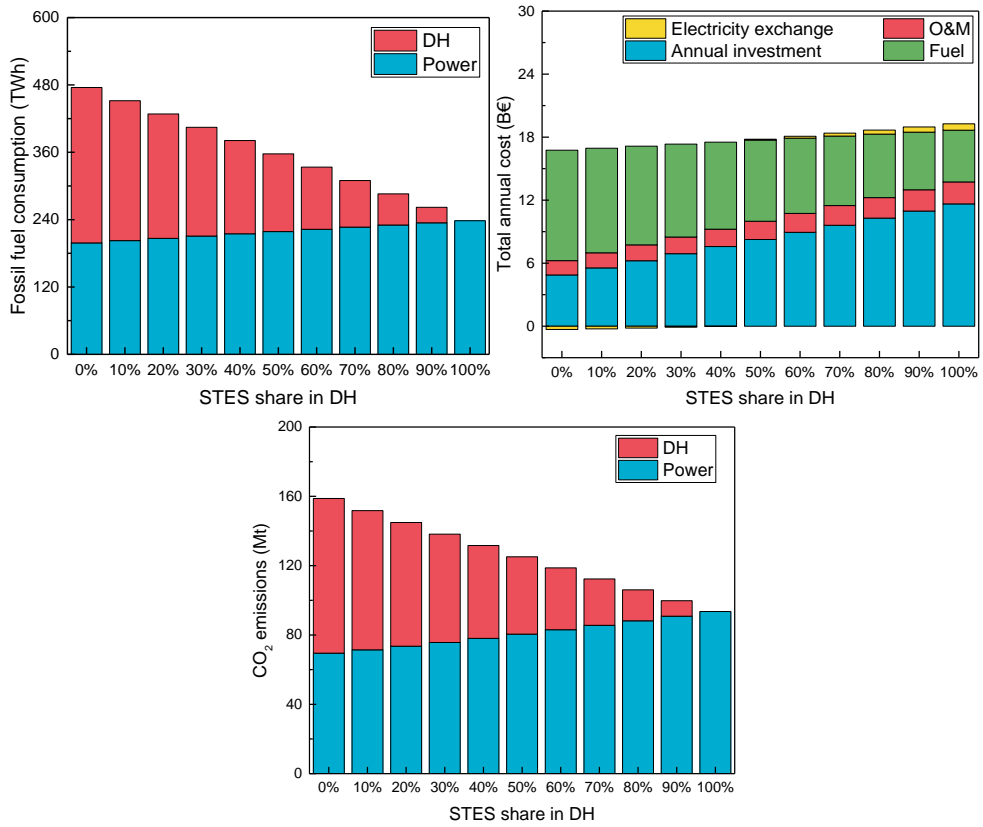 Fossil fuel consumption (TWh)
600
480
360
240
120
0
DH
Power
0% 10% 20% 30% 40% 50% 60% 70% 80% 90% 100%
STES share in DH
Total annual cost (B€)
30
24
18
12
6
0
Electricity exchange O&M
Annual investment Fuel
0% 10% 20% 30% 40% 50% 60% 70% 80% 90% 100%
STES share in DH
CO₂ emissions (Mt)
200
160
120
80
40
0
DH
Power
0% 10% 20% 30% 40% 50% 60% 70% 80% 90% 100%
STES share in DH